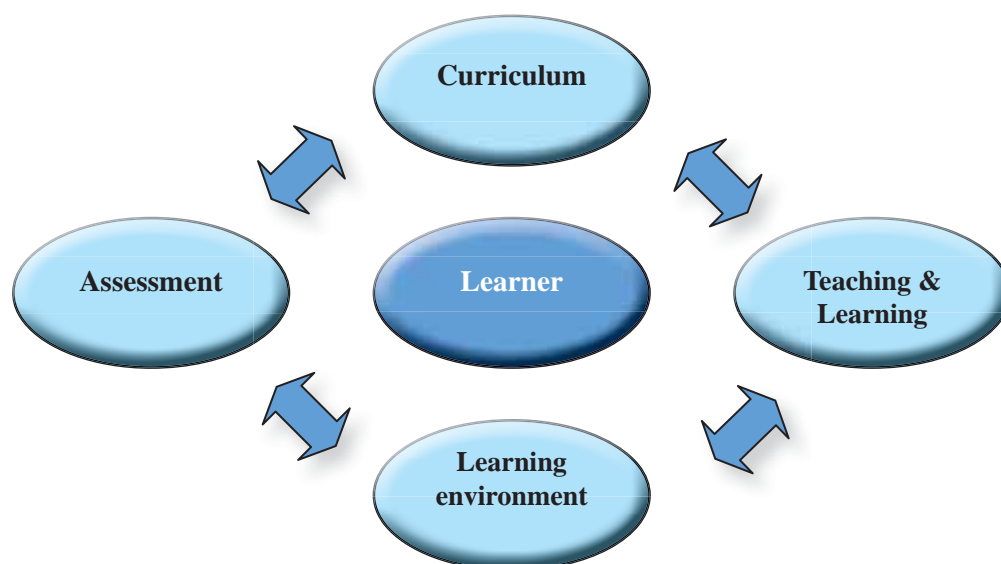 Curriculum
Assessment
Learner
Teaching &
Learning
Learning
environment